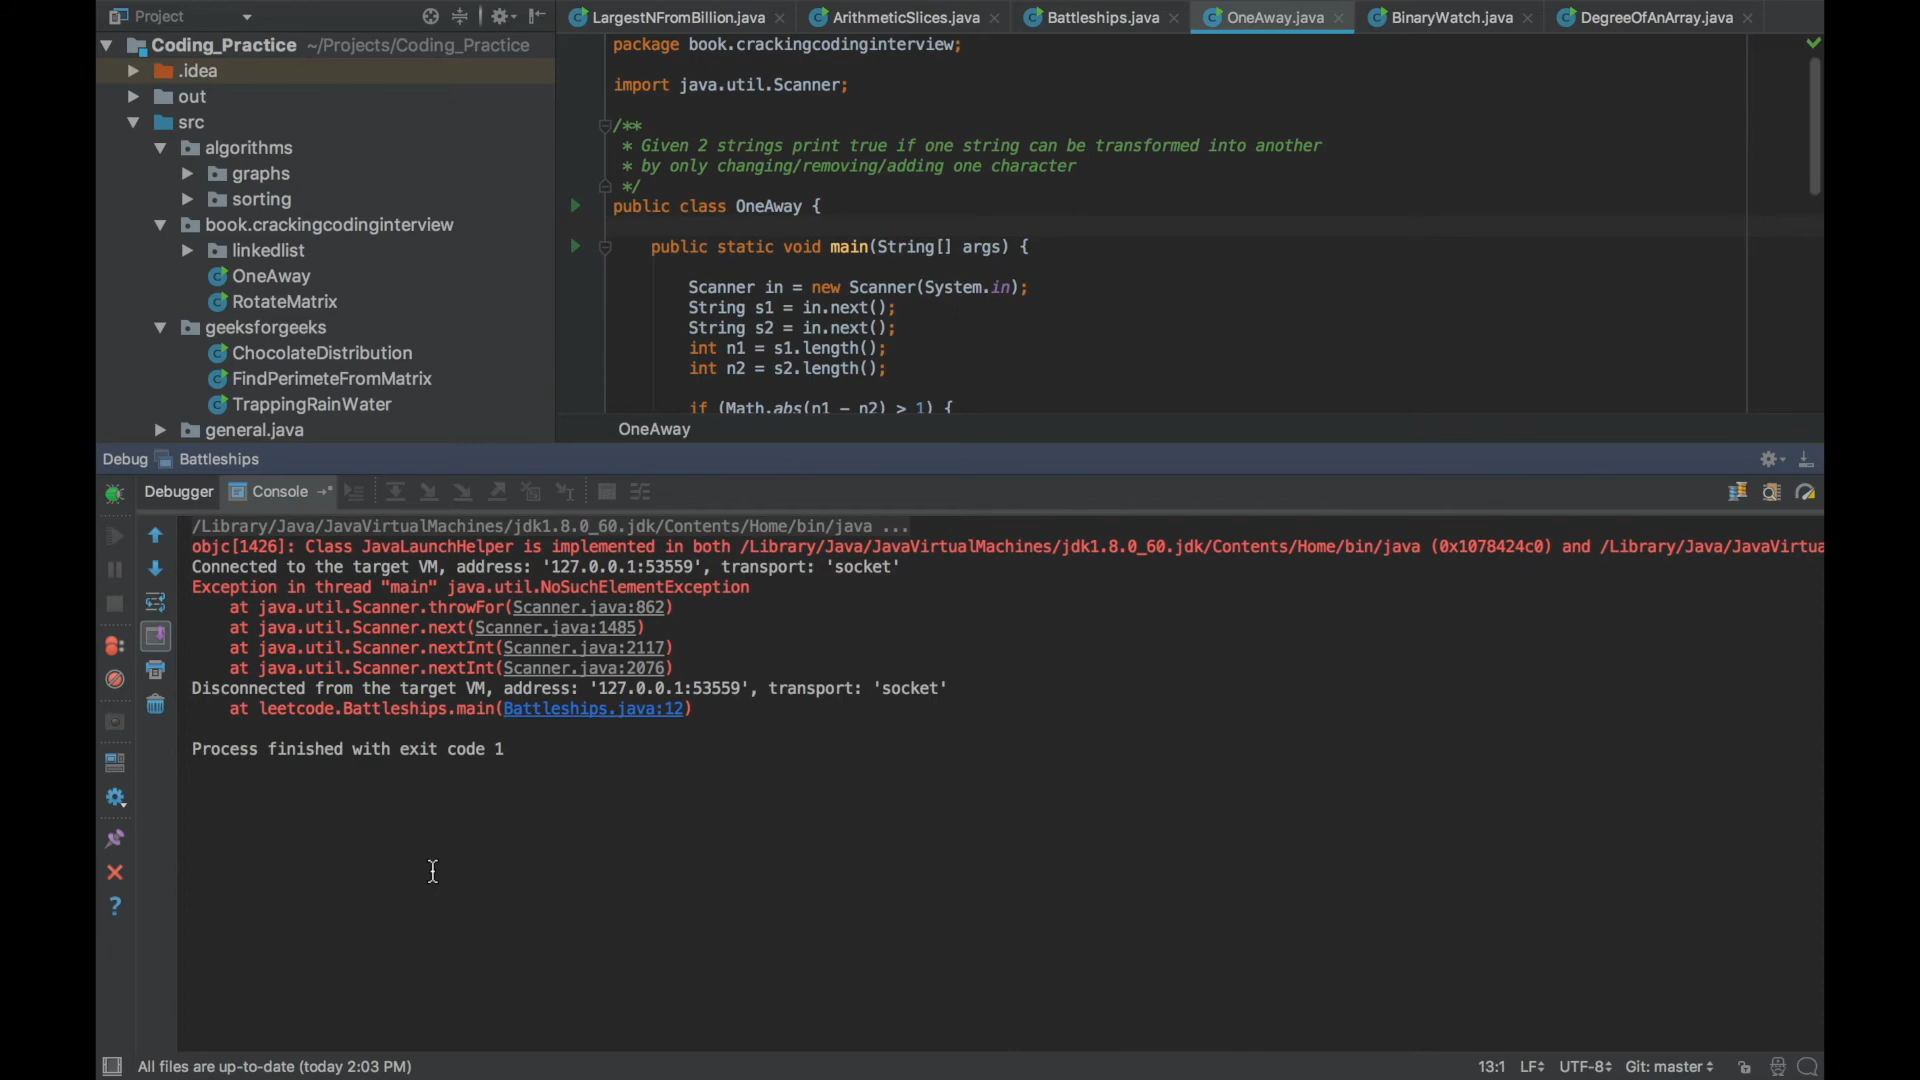 Project
LargestNFromBillion.java
ArithmeticSlices.java
Battleships.java
OneAway.java
BinaryWatch.java
DegreeOfAnArray.java
Coding_Practice ~/Projects/Coding_Practice
.idea
out
src
algorithms
graphs
sorting
book.crackingcodinginterview
linkedlist
OneAway
RotateMatrix
geeksforgeeks
ChocolateDistribution
FindPerimeteFromMatrix
TrappingRainWater
general.java
package book.crackingcodinginterview;
import java.util.Scanner;
/**
* Given 2 strings print true if one string can be transformed into another
* by only changing/removing/adding one character
*/
public class OneAway {
public static void main(String[] args) {
Scanner in = new Scanner(System.in);
String s1 = in.next();
String s2 = in.next();
int n1 = s1.length();
int n2 = s2.length();
if (Math.abs(n1 - n2) > 1) {
OneAway
Debug Battleships
Debugger Console
/Library/Java/JavaVirtualMachines/jdk1.8.0_60.jdk/Contents/Home/bin/java ...
objc[1426]: Class JavaLaunchHelper is implemented in both /Library/Java/JavaVirtualMachines/jdk1.8.0_60.jdk/Contents/Home/bin/java (0x1078424c0) and /Library/Java/JavaVirtua
Connected to the target VM, address: '127.0.0.1:53559', transport: 'socket'
Exception in thread "main" java.util.NoSuchElementException
at java.util.Scanner.throwFor(Scanner.java:862)
at java.util.Scanner.next(Scanner.java:1485)
at java.util.Scanner.nextInt(Scanner.java:2117)
at java.util.Scanner.nextInt(Scanner.java:2076)
Disconnected from the target VM, address: '127.0.0.1:53559', transport: 'socket'
at leetcode.Battleships.main(Battleships.java:12)
Process finished with exit code 1
All files are up-to-date (today 2:03 PM)
13:1 LF UTF-8 Git: master